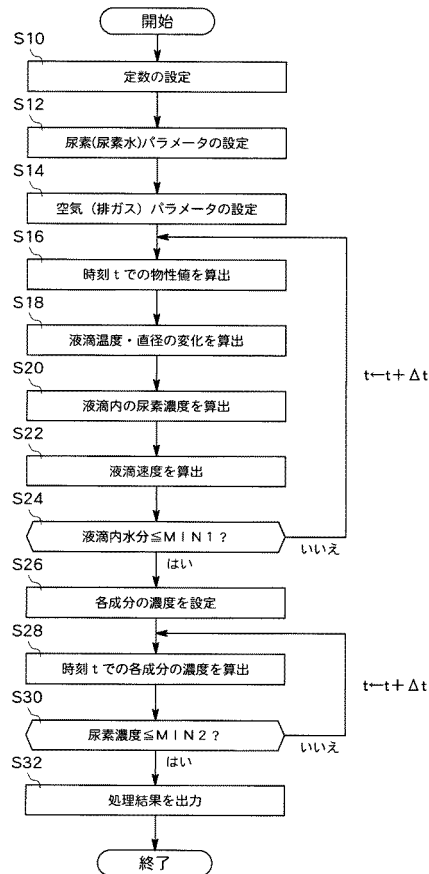 開始
S10
定数の設定
S12
尿素(尿素水)パラメータの設定
S14
空気（排ガス）パラメータの設定
S16
時刻ｔでの物性値を算出
S18
液滴温度・直径の変化を算出
t←t＋Δt
S20
液滴内の尿素濃度を算出
S22
液滴速度を算出
S24
液滴内水分≦ＭＩＮ１？
いいえ
はい
S26
各成分の濃度を設定
S28
時刻ｔでの各成分の濃度を算出
t←t＋Δt
S30
尿素濃度≦ＭＩＮ２？
いいえ
はい
S32
処理結果を出力
終了